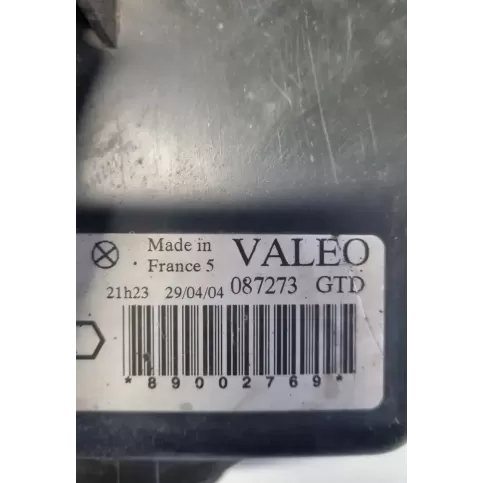 Made in VALEO
France 5
21h23 29/04/04 087273 GTD
*89002769*